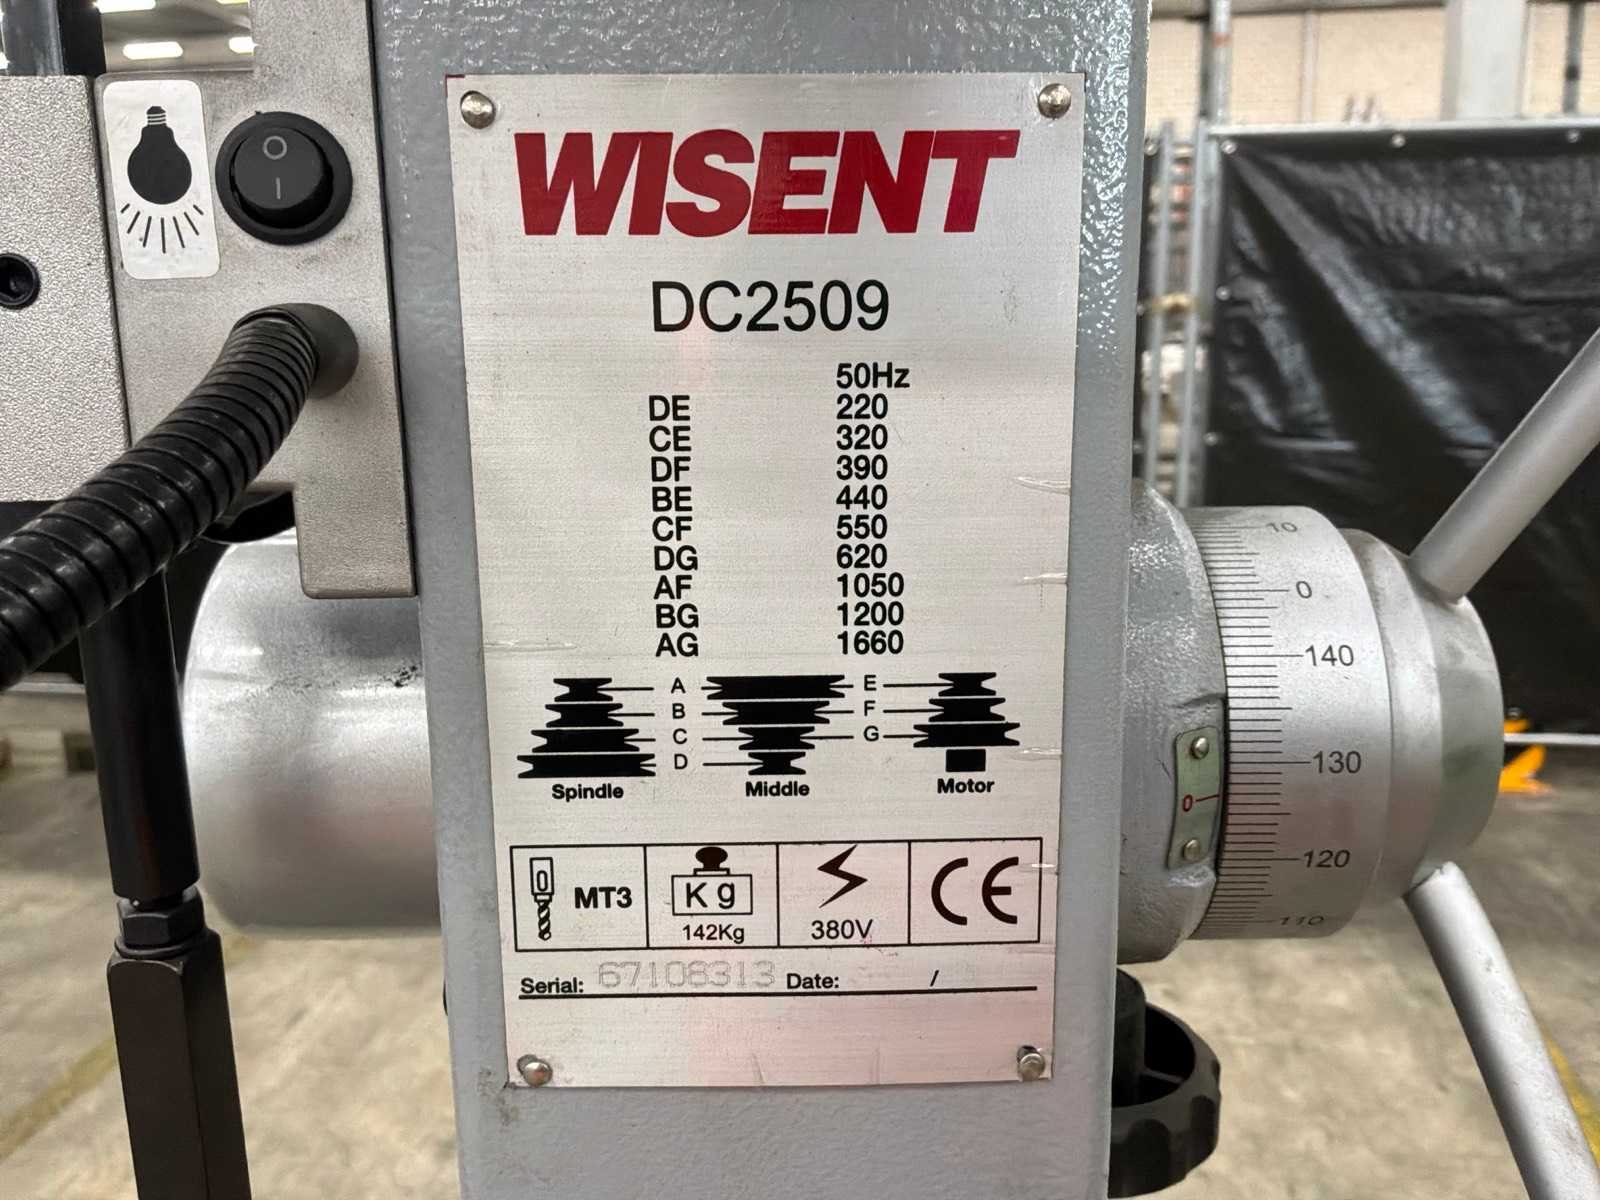 WISENT
DC2509
50Hz
DE 220
CE 320
DF 390
BE 440
CF 550
DG 620
AF 1050
BG 1200
AG 1660
A E
B F
C G
D
Spindle Middle Motor
MT3 Kg 142Kg 380V CE
Serial: 67108313 Date: /
O
I
10
0
140
130
0
120
110